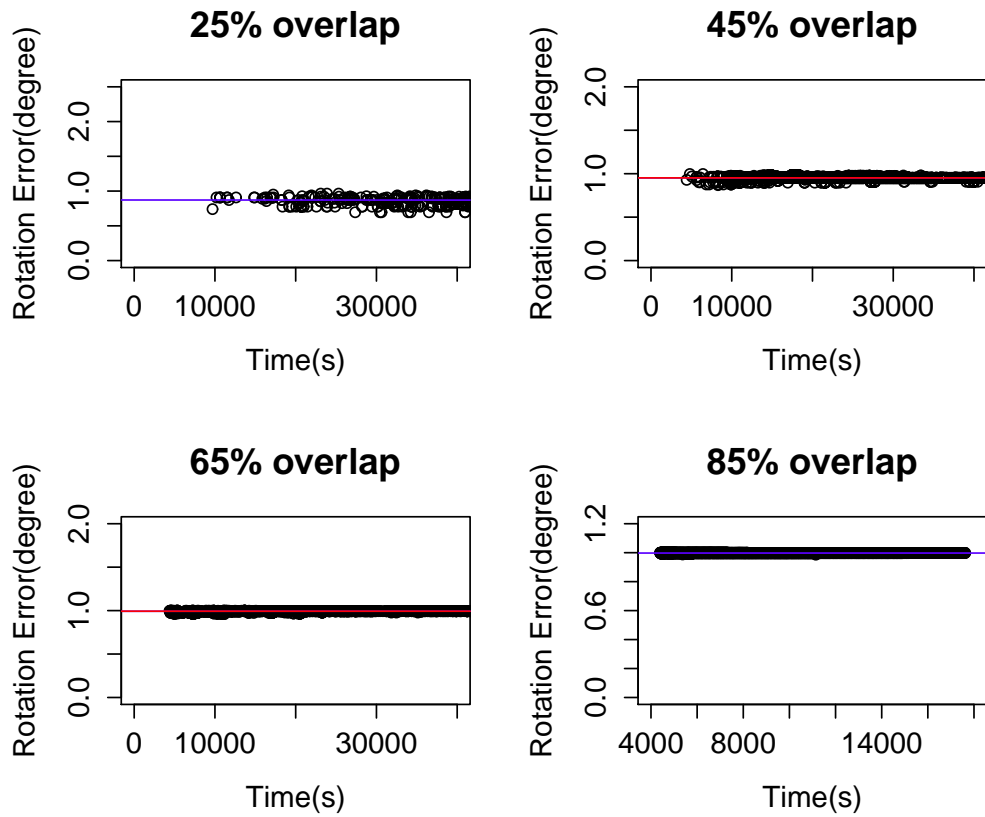 25% overlap
Rotation Error(degree)
2.0
1.0
0.0
0 10000 30000
Time(s)
45% overlap
Rotation Error(degree)
2.0
1.0
0.0
0 10000 30000
Time(s)
65% overlap
Rotation Error(degree)
2.0
1.0
0.0
0 10000 30000
Time(s)
85% overlap
Rotation Error(degree)
1.2
0.6
0.0
4000 8000 14000
Time(s)